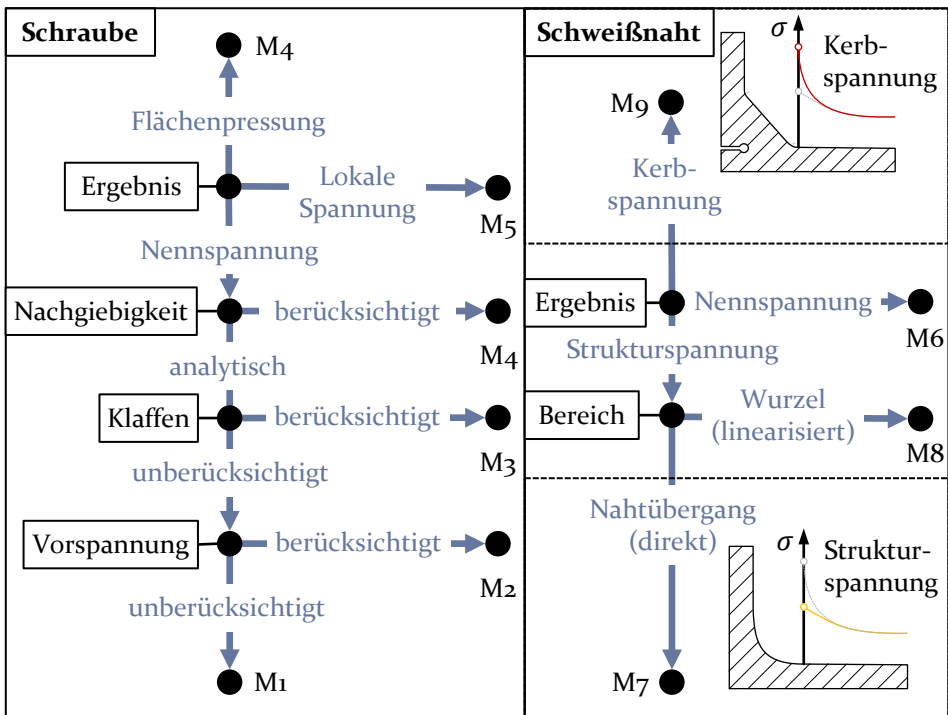 Schraube
M4
Flächenpressung
Ergebnis
Lokale
Spannung
M5
Nennspannung
Nachgiebigkeit
berücksichtigt
M4
analytisch
Klaffen
berücksichtigt
M3
unberücksichtigt
Vorspannung
berücksichtigt
M2
unberücksichtigt
M1
Schweißnaht
σ
Kerb-
spannung
M9
Kerb-
spannung
Ergebnis
Nennspannung
M6
Strukturspannung
Bereich
Wurzel
(linearisiert)
M8
Nahtübergang
(direkt)
M7
σ
Struktur-
spannung